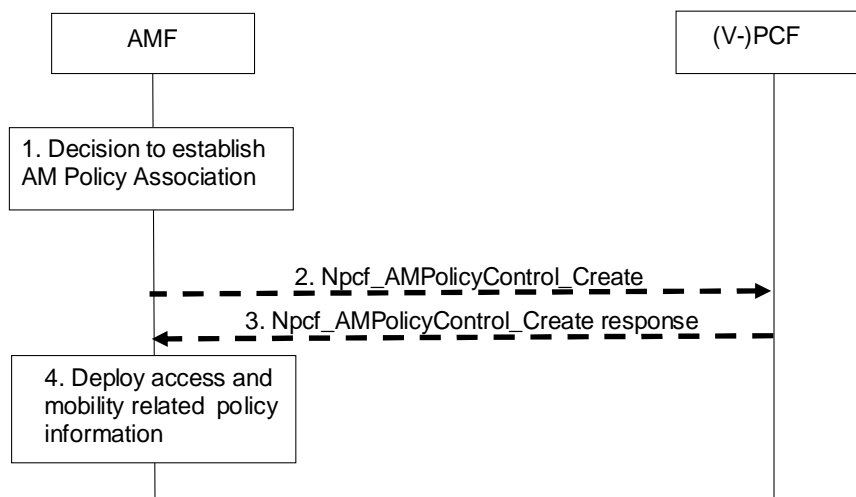 AMF
(V-)PCF
1. Decision to establish
AM Policy Association
2. Npcf_AMPolicyControl_Create
3. Npcf_AMPolicyControl_Create response
4. Deploy access and
mobility related policy
information